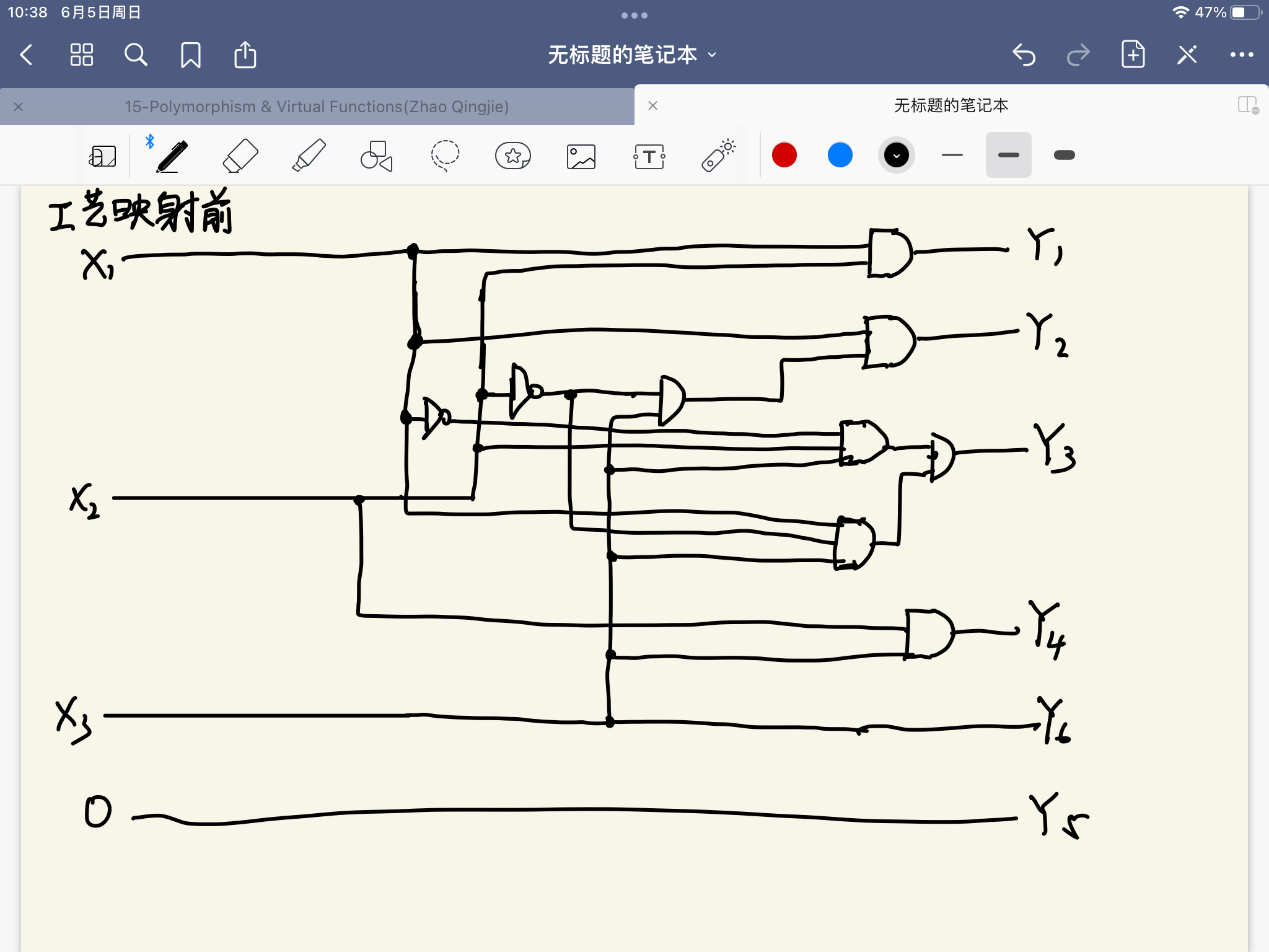 10:38 6月5日周日
47%
无标题的笔记本
15-Polymorphism & Virtual Functions(Zhao Qingjie)
无标题的笔记本
T
工艺映射前
X₁
Y₁
Y₂
Y₃
X₂
Y₄
X₃
Y₆
0
Y₅